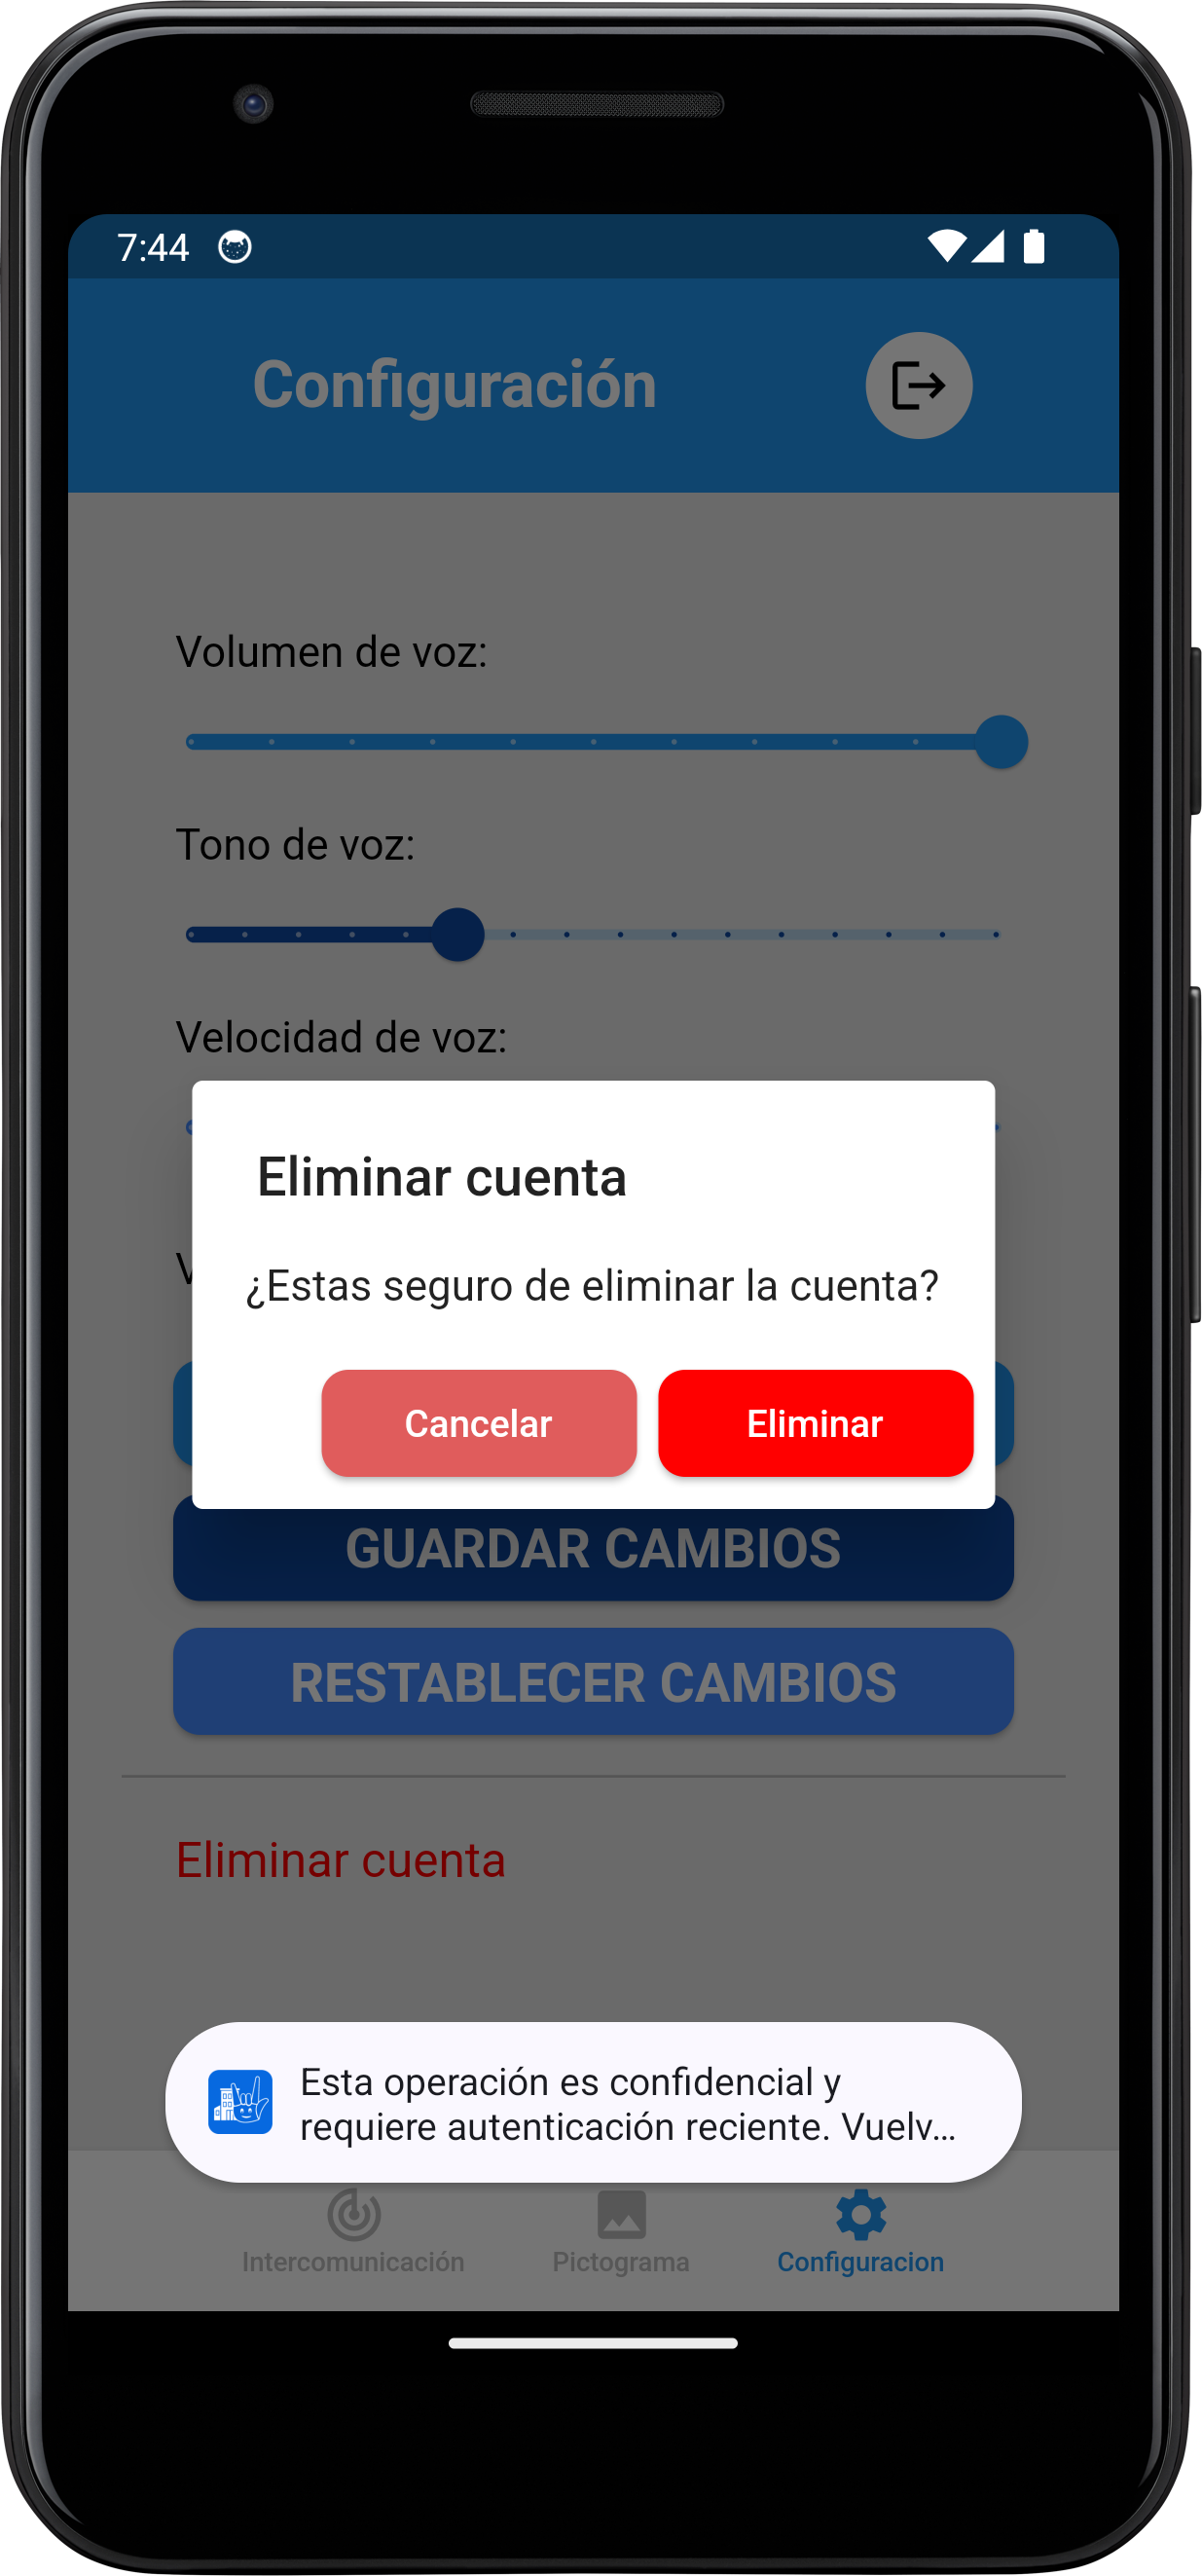 7:44
Configuración
Volumen de voz:
Tono de voz:
Velocidad de voz:
Eliminar cuenta
¿Estas seguro de eliminar la cuenta?
Cancelar
Eliminar
GUARDAR CAMBIOS
RESTABLECER CAMBIOS
Eliminar cuenta
Esta operación es confidencial y
requiere autenticación reciente. Vuelv...
Intercomunicación
Pictograma
Configuracion